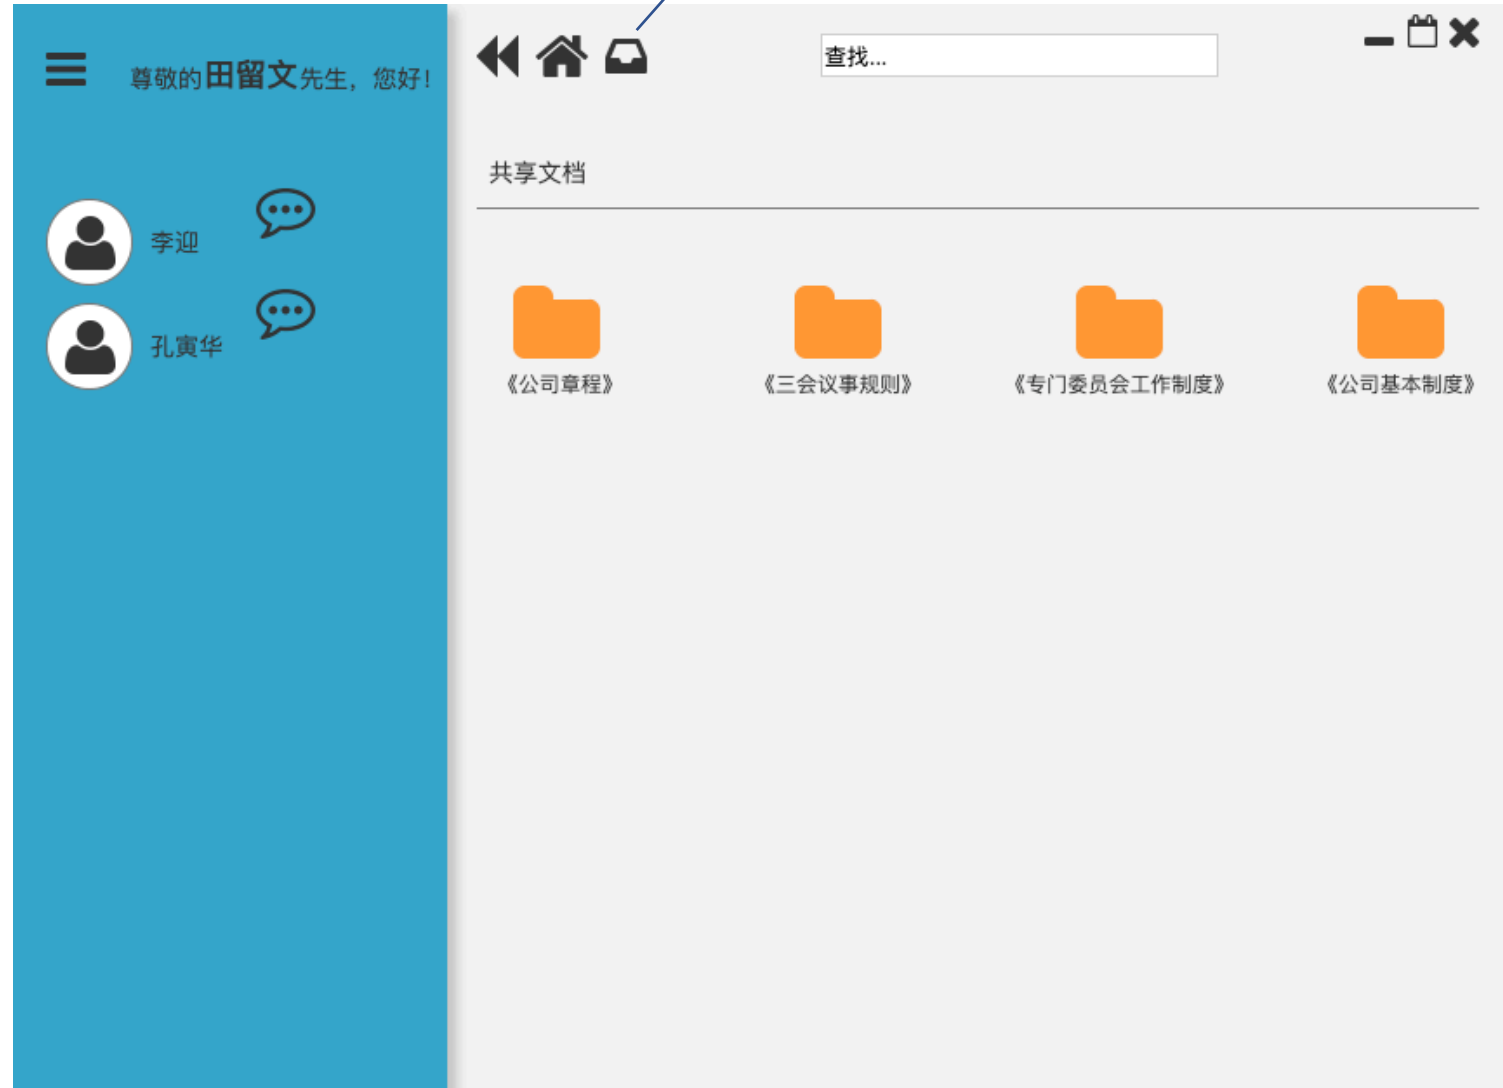 尊敬的田留文先生，您好！
李迎
孔寅华
查找...
共享文档
《公司章程》
《三会议事规则》
《专门委员会工作制度》
《公司基本制度》